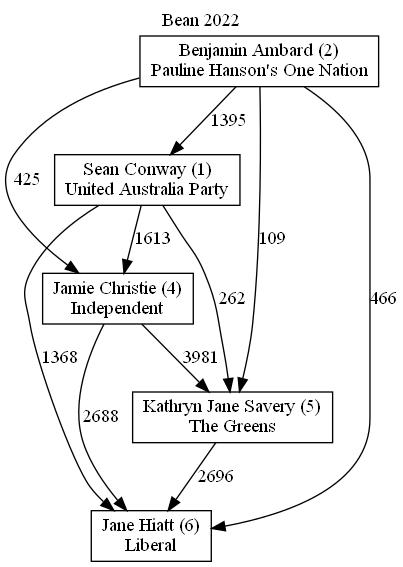 Bean 2022
Benjamin Ambard (2)
Pauline Hanson's One Nation
1395
Sean Conway (1)
United Australia Party
425
1613
109
Jamie Christie (4)
Independent
262
466
1368
3981
2688
Kathryn Jane Savery (5)
The Greens
2696
Jane Hiatt (6)
Liberal